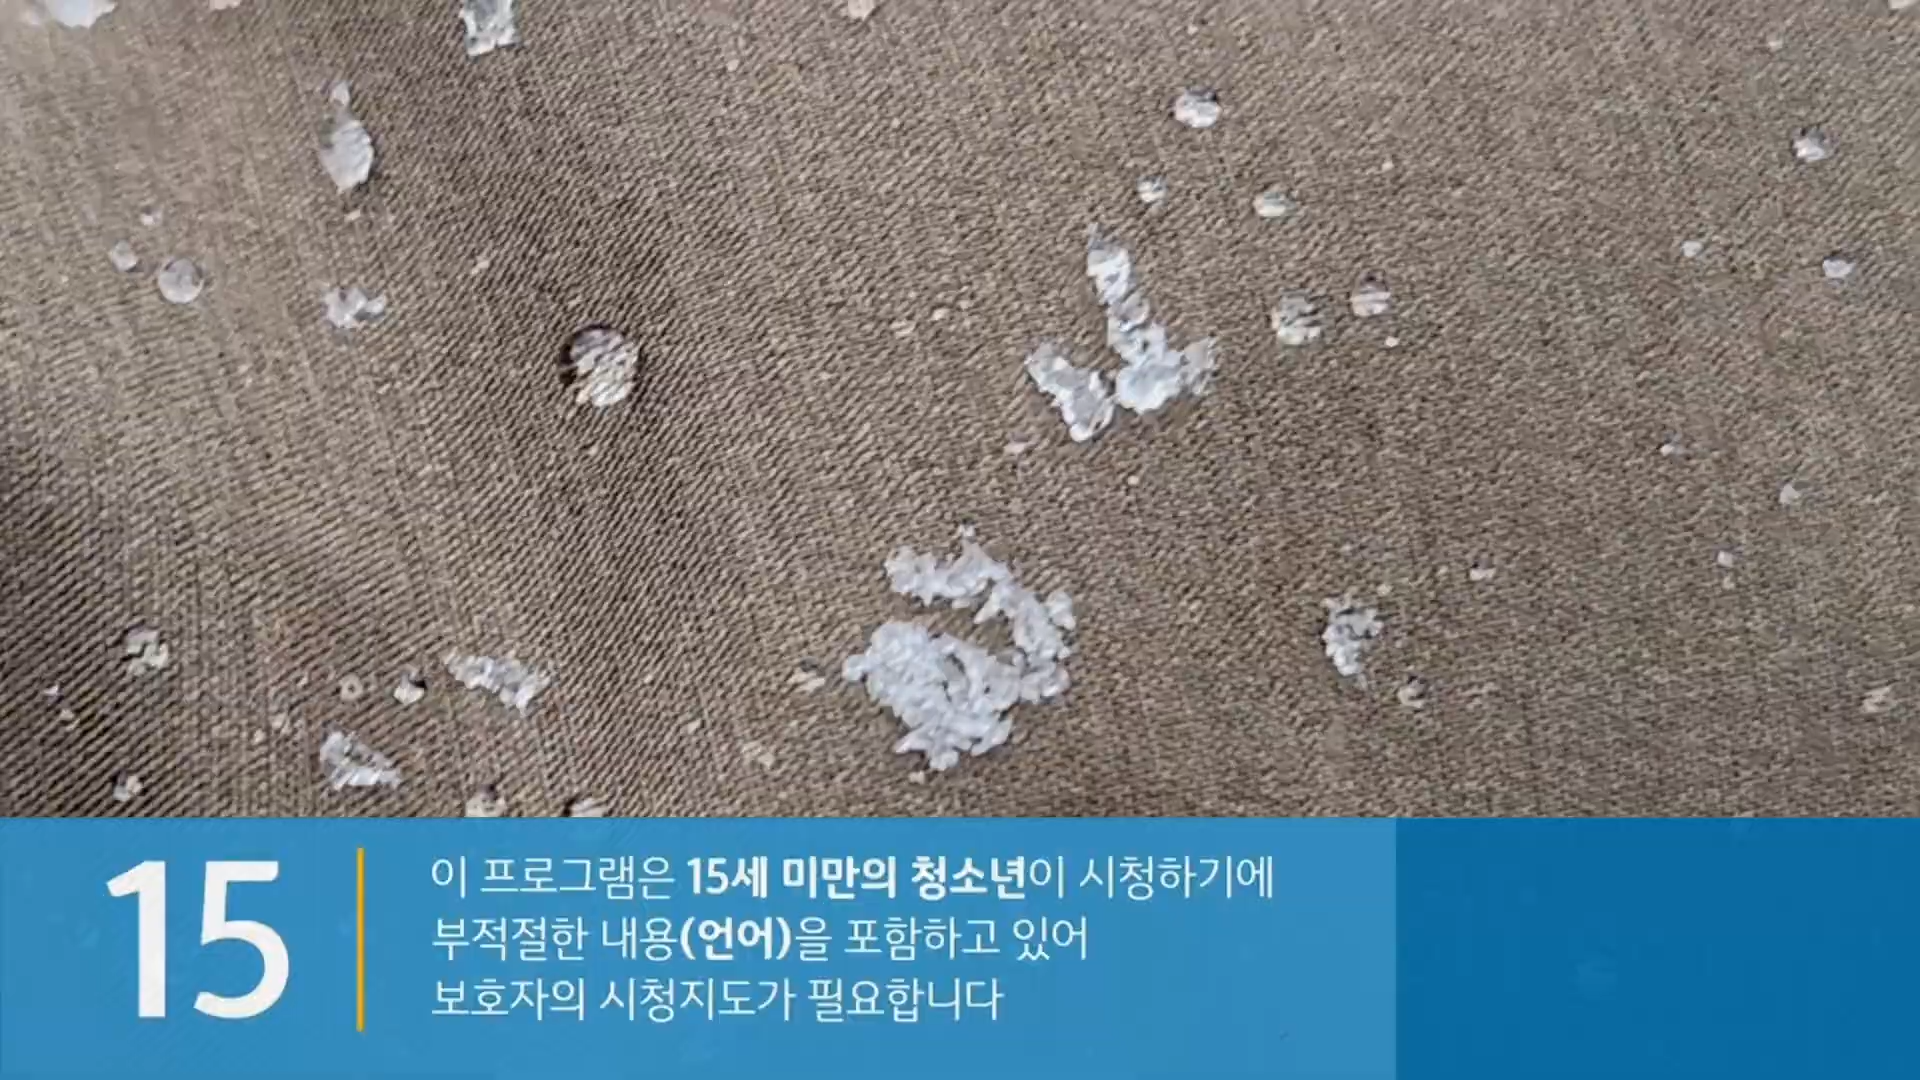 15
이 프로그램은 15세 미만의 청소년이 시청하기에
부적절한 내용(언어)을 포함하고 있어
보호자의 시청지도가 필요합니다